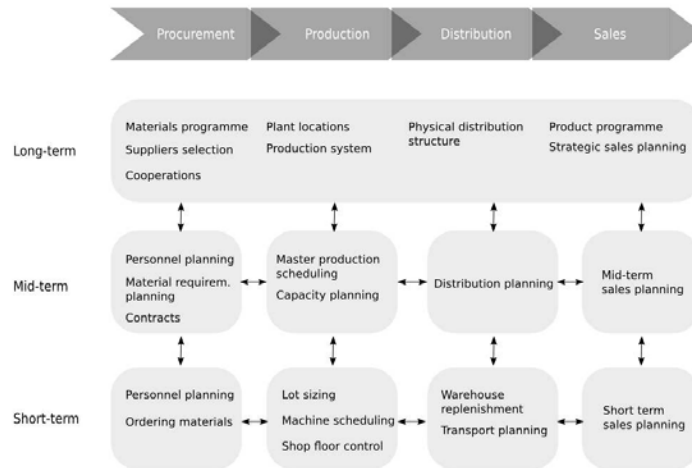 Procurement Production Distribution Sales
Long-term
Materials programme
Suppliers selection
Cooperations
Plant locations
Production system
Physical distribution
structure
Product programme
Strategic sales planning
Mid-term
Personnel planning
Material requirem.
planning
Contracts
Master production
scheduling
Capacity planning
Distribution planning
Mid-term
sales planning
Short-term
Personnel planning
Ordering materials
Lot sizing
Machine scheduling
Shop floor control
Warehouse
replenishment
Transport planning
Short term
sales planning